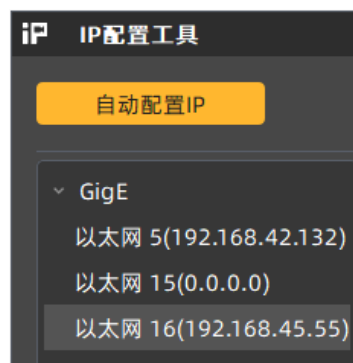 iP IP配置工具
自动配置IP
GigE
以太网 5(192.168.42.132)
以太网 15(0.0.0.0)
以太网 16(192.168.45.55)